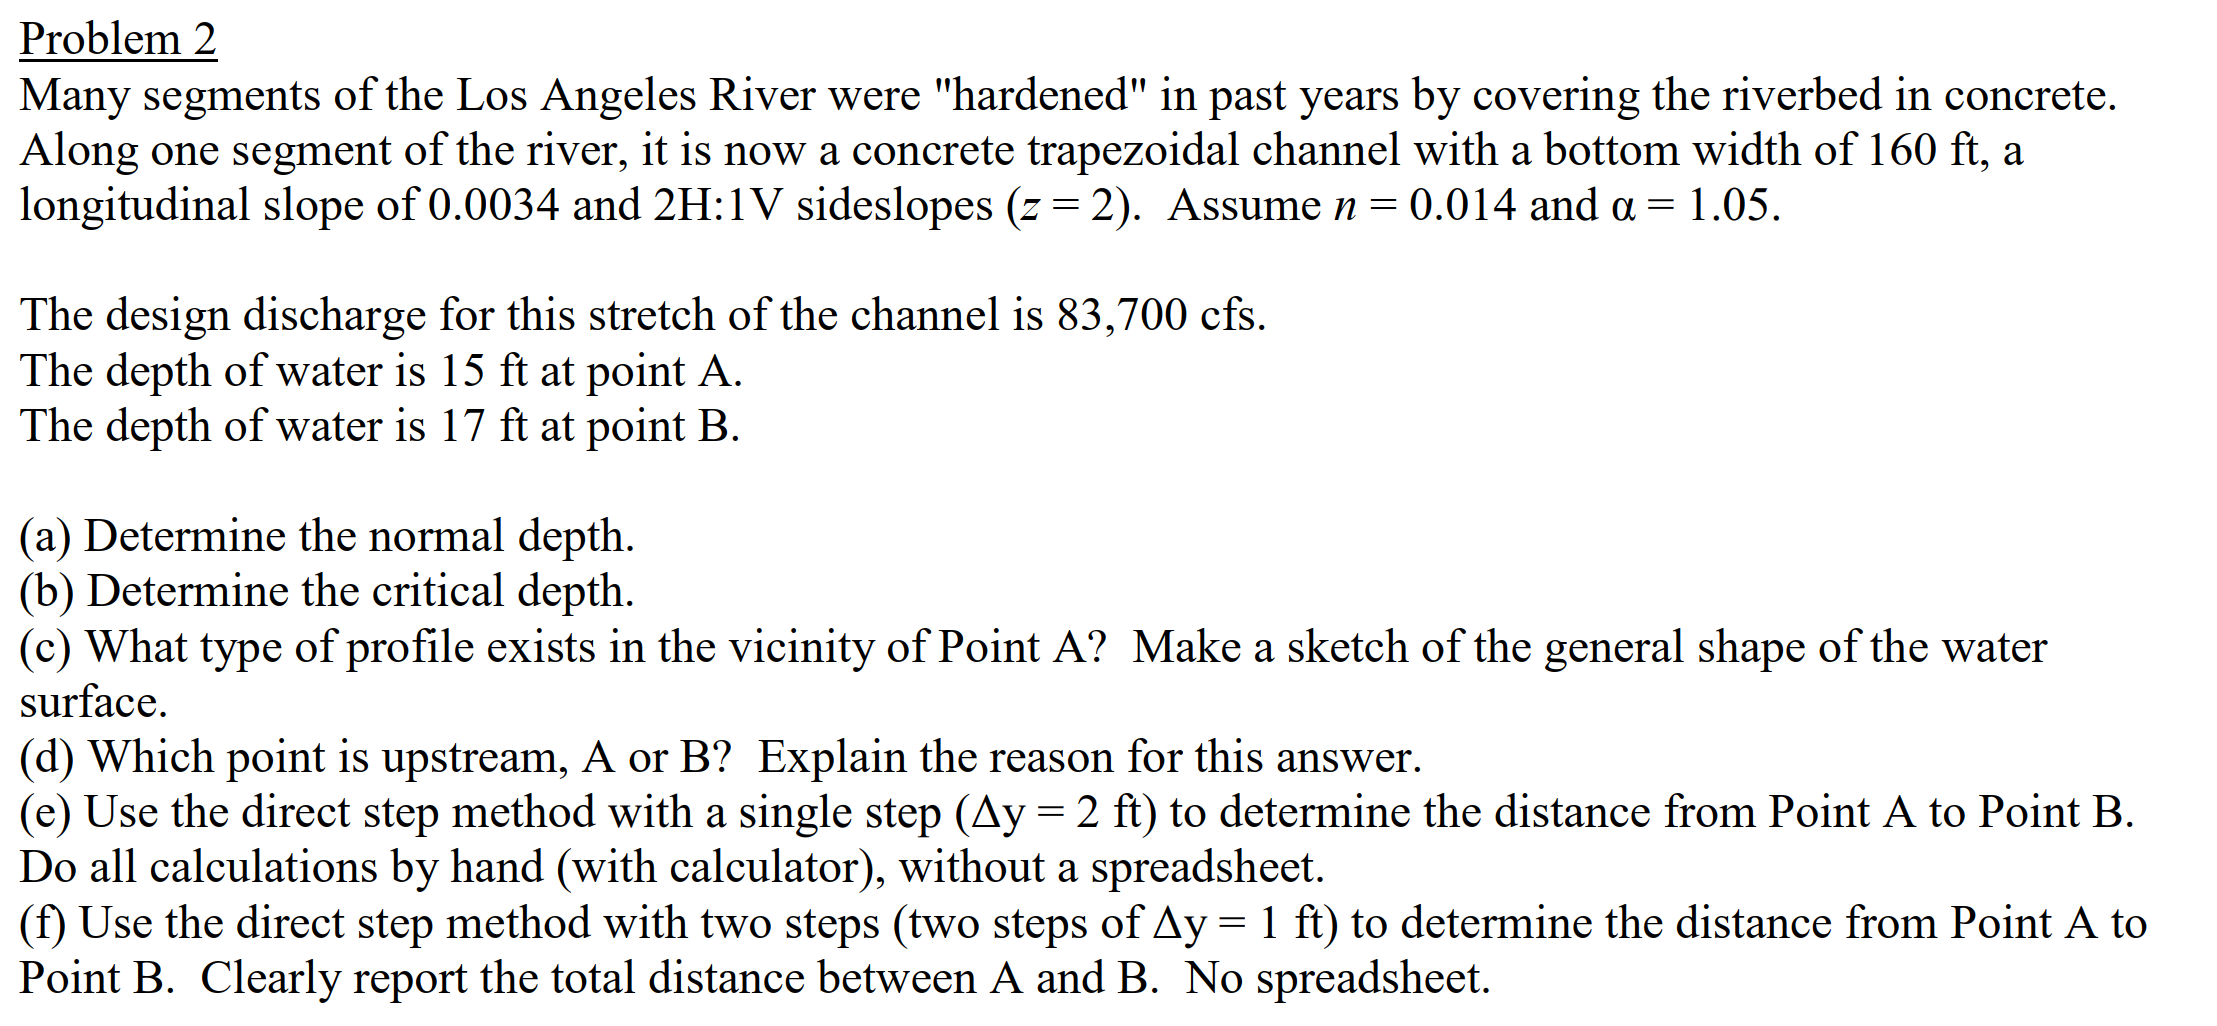 Problem 2
Many segments of the Los Angeles River were "hardened" in past years by covering the riverbed in concrete.
Along one segment of the river, it is now a concrete trapezoidal channel with a bottom width of 160 ft, a
longitudinal slope of 0.0034 and 2H:1V sideslopes (z = 2).  Assume n = 0.014 and α = 1.05.
The design discharge for this stretch of the channel is 83,700 cfs.
The depth of water is 15 ft at point A.
The depth of water is 17 ft at point B.
(a) Determine the normal depth.
(b) Determine the critical depth.
(c) What type of profile exists in the vicinity of Point A?  Make a sketch of the general shape of the water
surface.
(d) Which point is upstream, A or B?  Explain the reason for this answer.
(e) Use the direct step method with a single step (Δy = 2 ft) to determine the distance from Point A to Point B.
Do all calculations by hand (with calculator), without a spreadsheet.
(f) Use the direct step method with two steps (two steps of Δy = 1 ft) to determine the distance from Point A to
Point B.  Clearly report the total distance between A and B.  No spreadsheet.